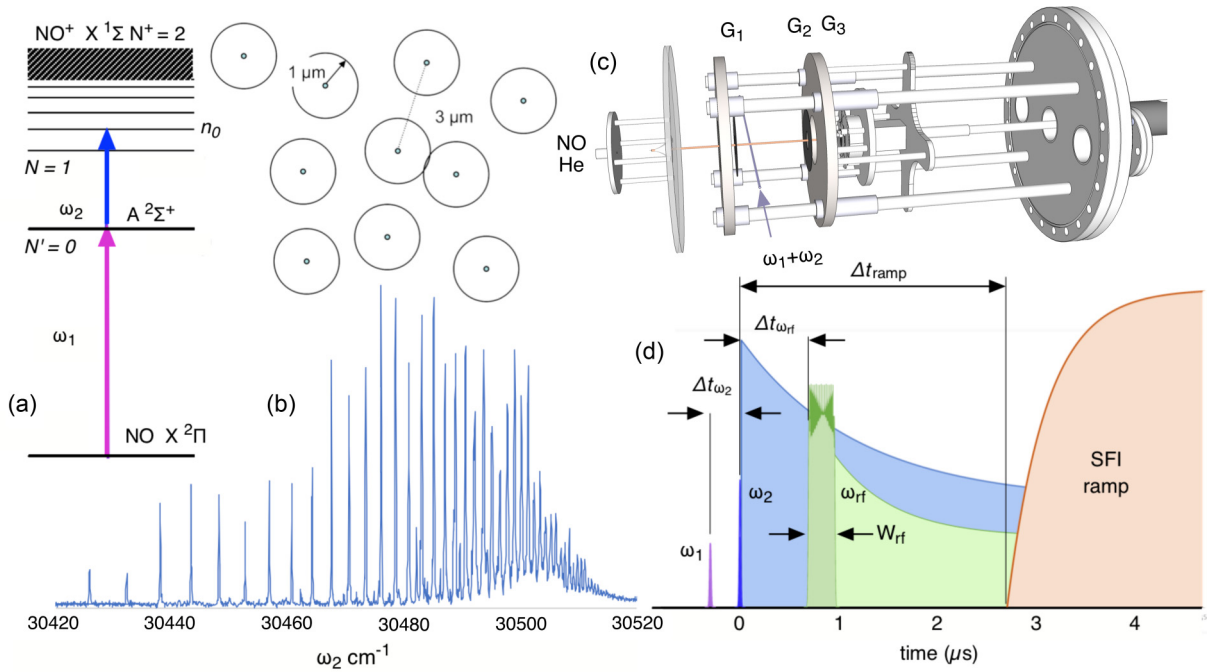 (a)
NO⁺ X ¹Σ N⁺ = 2
n₀
N = 1
ω₂
A ²Σ⁺
N' = 0
ω₁
NO X ²Π
1 µm
3 µm
(b)
30420 30440 30460 30480 30500 30520
ω₂ cm⁻¹
(c)
G₁
G₂ G₃
NO
He
ω₁+ω₂
(d)
Δt_ramp
Δt_ω_rf
Δt_ω₂
ω₁
ω₂
ω_rf
W_rf
SFI
ramp
0 1 2 3 4
time (µs)